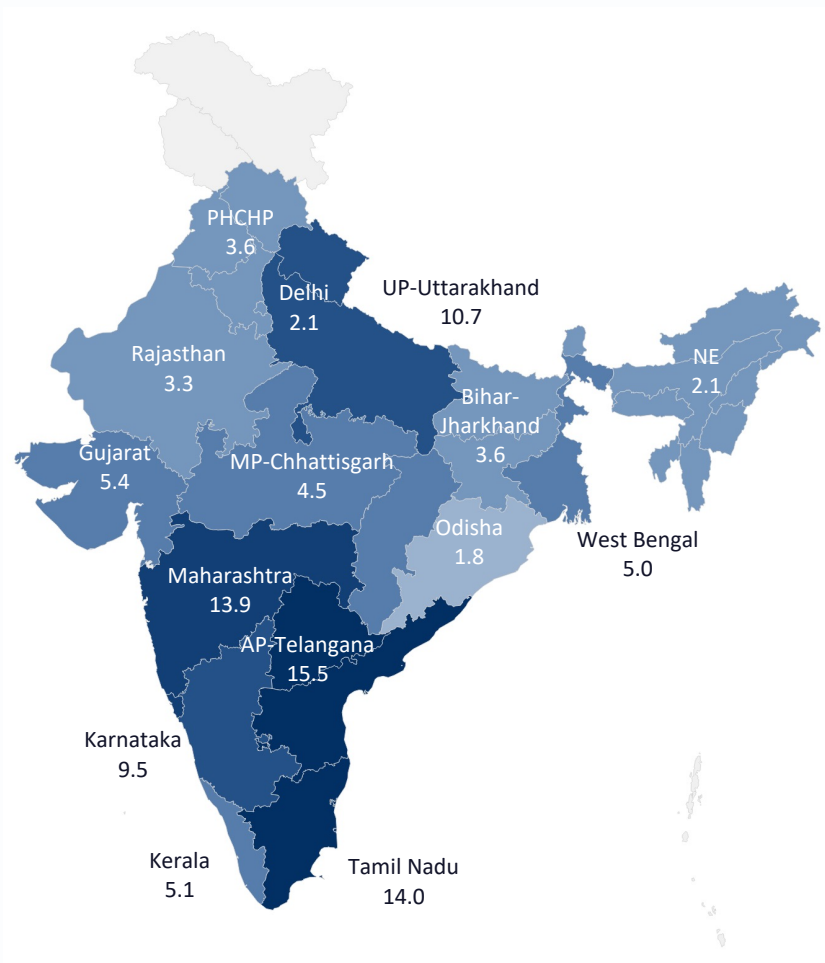 PHCHP
3.6
Delhi
2.1
UP-Uttarakhand
10.7
Rajasthan
3.3
NE
2.1
Bihar-
Jharkhand
3.6
Gujarat
5.4
MP-Chhattisgarh
4.5
Odisha
1.8
West Bengal
5.0
Maharashtra
13.9
AP-Telangana
15.5
Karnataka
9.5
Kerala
5.1
Tamil Nadu
14.0